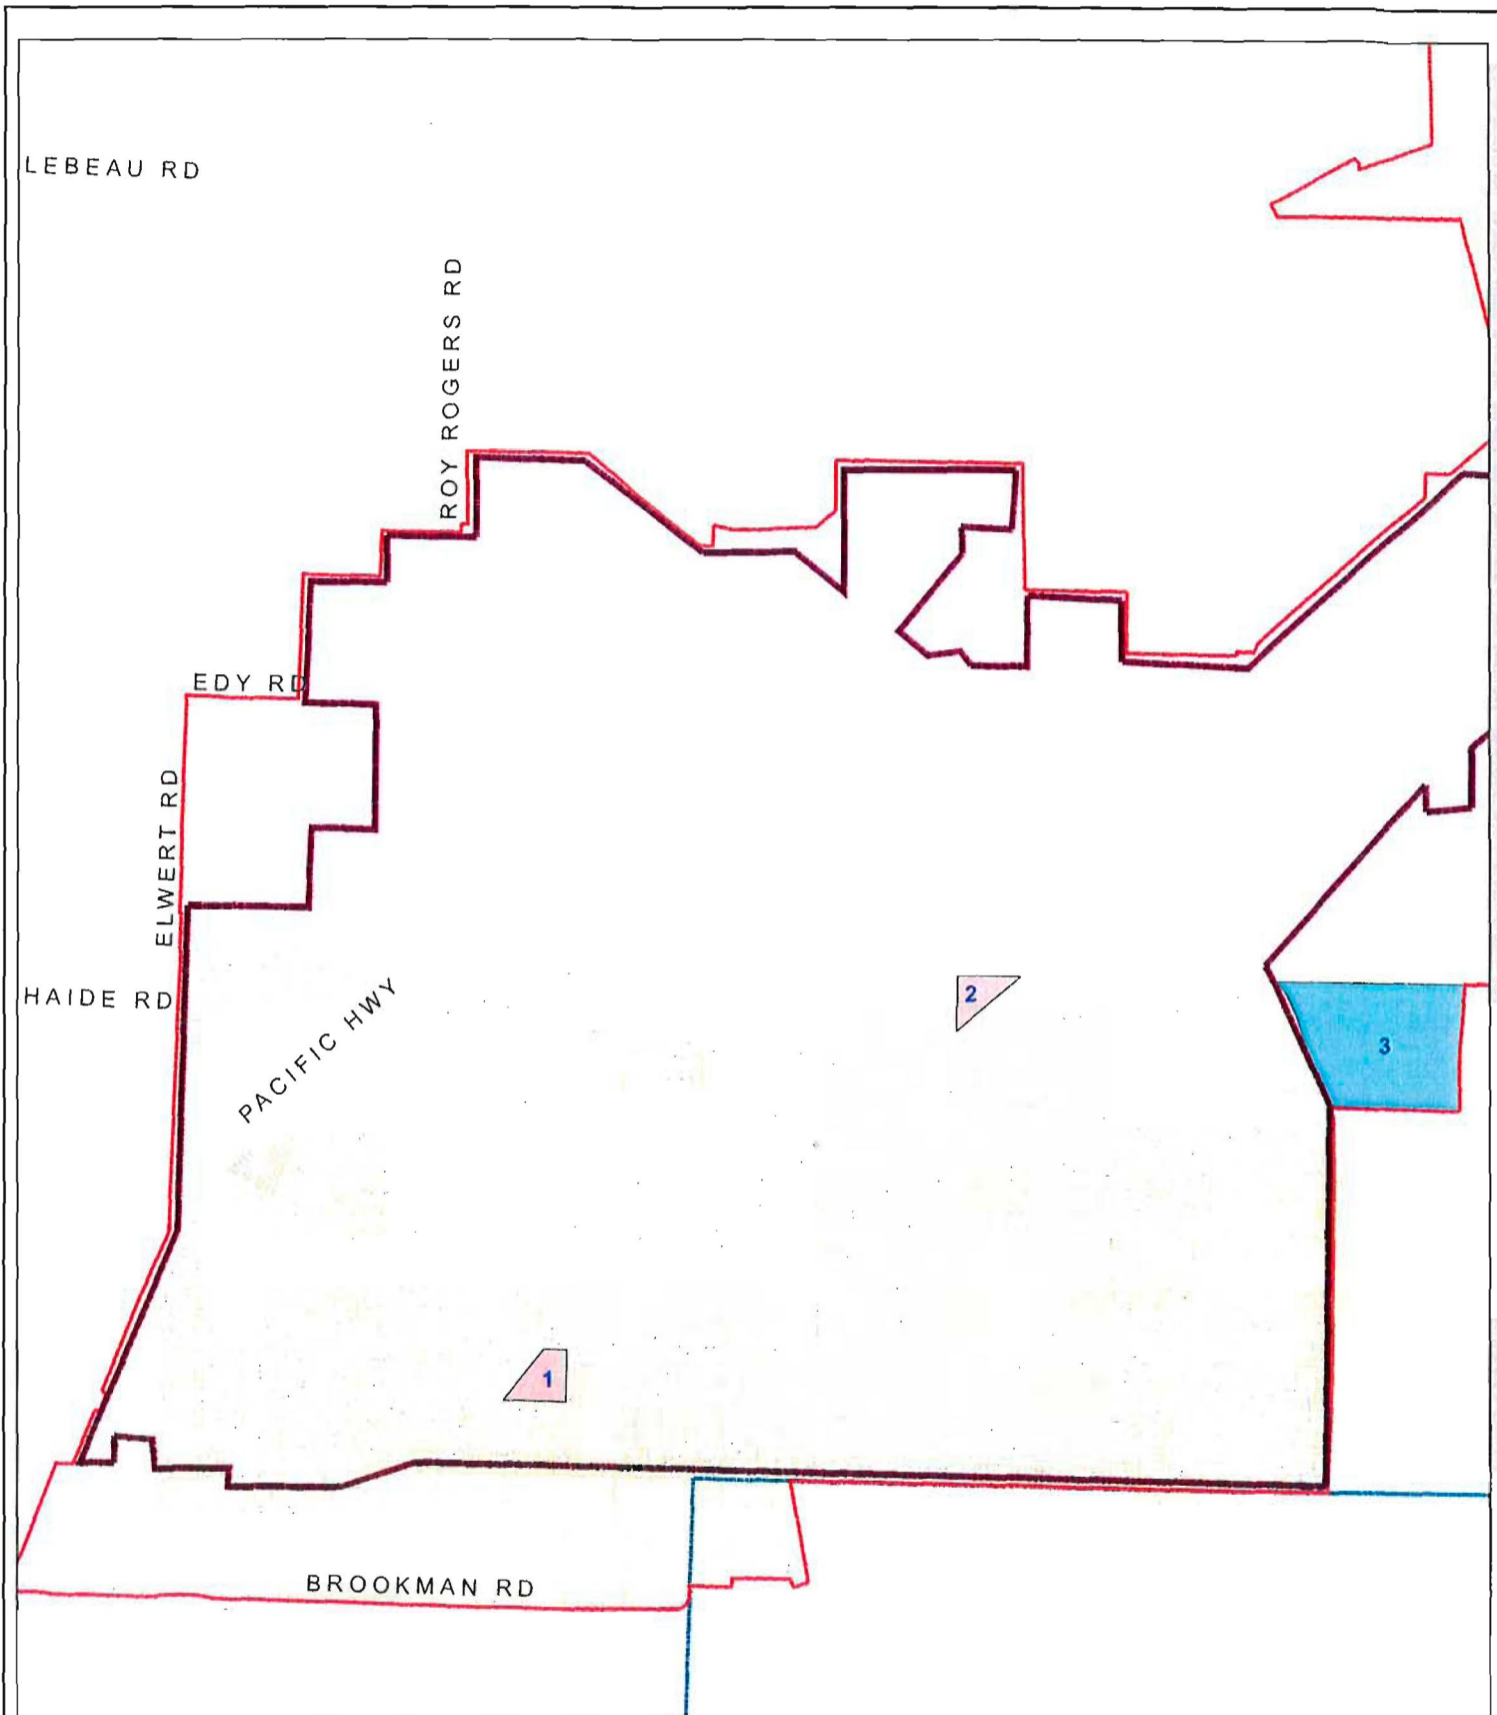 LEBEAU RD
ROY ROGERS RD
EDY RD
ELWERT RD
HAIDE RD
PACIFIC HWY
2
3
1
BROOKMAN RD